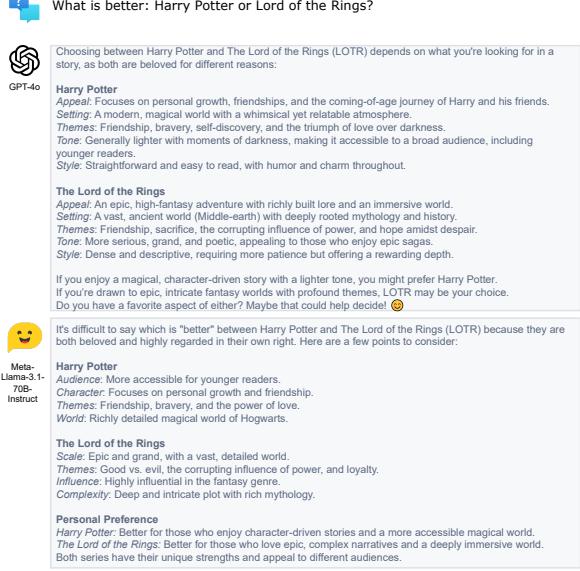 What is better: Harry Potter or Lord of the Rings?
GPT-4o
Choosing between Harry Potter and The Lord of the Rings (LOTR) depends on what you're looking for in a
story, as both are beloved for different reasons:
Harry Potter
Appeal: Focuses on personal growth, friendships, and the coming-of-age journey of Harry and his friends.
Setting: A modern, magical world with a whimsical yet relatable atmosphere.
Themes: Friendship, bravery, self-discovery, and the triumph of love over darkness.
Tone: Generally lighter with moments of darkness, making it accessible to a broad audience, including
younger readers.
Style: Straightforward and easy to read, with humor and charm throughout.
The Lord of the Rings
Appeal: An epic, high-fantasy adventure with richly built lore and an immersive world.
Setting: A vast, ancient world (Middle-earth) with deeply rooted mythology and history.
Themes: Friendship, sacrifice, the corrupting influence of power, and hope amidst despair.
Tone: More serious, grand, and poetic, appealing to those who enjoy epic sagas.
Style: Dense and descriptive, requiring more patience but offering a rewarding depth.
If you enjoy a magical, character-driven story with a lighter tone, you might prefer Harry Potter.
If you're drawn to epic, intricate fantasy worlds with profound themes, LOTR may be your choice.
Do you have a favorite aspect of either? Maybe that could help decide! 😊
Meta-
Llama-3.1-
70B-
Instruct
It's difficult to say which is "better" between Harry Potter and The Lord of the Rings (LOTR) because they are
both beloved and highly regarded in their own right. Here are a few points to consider:
Harry Potter
Audience: More accessible for younger readers.
Character: Focuses on personal growth and friendship.
Themes: Friendship, bravery, and the power of love.
World: Richly detailed magical world of Hogwarts.
The Lord of the Rings
Scale: Epic and grand, with a vast, detailed world.
Themes: Good vs. evil, the corrupting influence of power, and loyalty.
Influence: Highly influential in the fantasy genre.
Complexity: Deep and intricate plot with rich mythology.
Personal Preference
Harry Potter: Better for those who enjoy character-driven stories and a more accessible magical world.
The Lord of the Rings: Better for those who love epic, complex narratives and a deeply immersive world.
Both series have their unique strengths and appeal to different audiences.